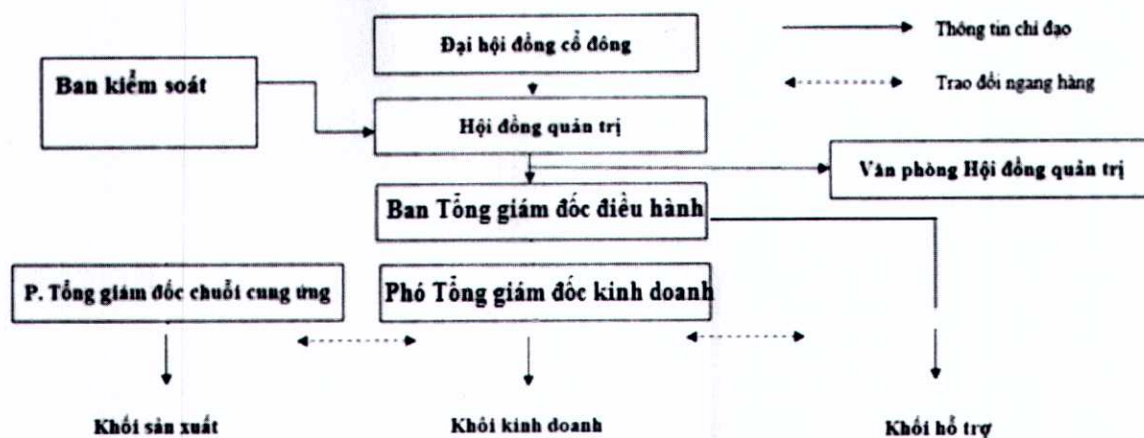 Đại hội đồng cổ đông
Thông tin chỉ đạo
Ban kiểm soát
Trao đổi ngang hàng
Hội đồng quản trị
Văn phòng Hội đồng quản trị
Ban Tổng giám đốc điều hành
P. Tổng giám đốc chuỗi cung ứng
Phó Tổng giám đốc kinh doanh
Khối sản xuất
Khối kinh doanh
Khối hỗ trợ